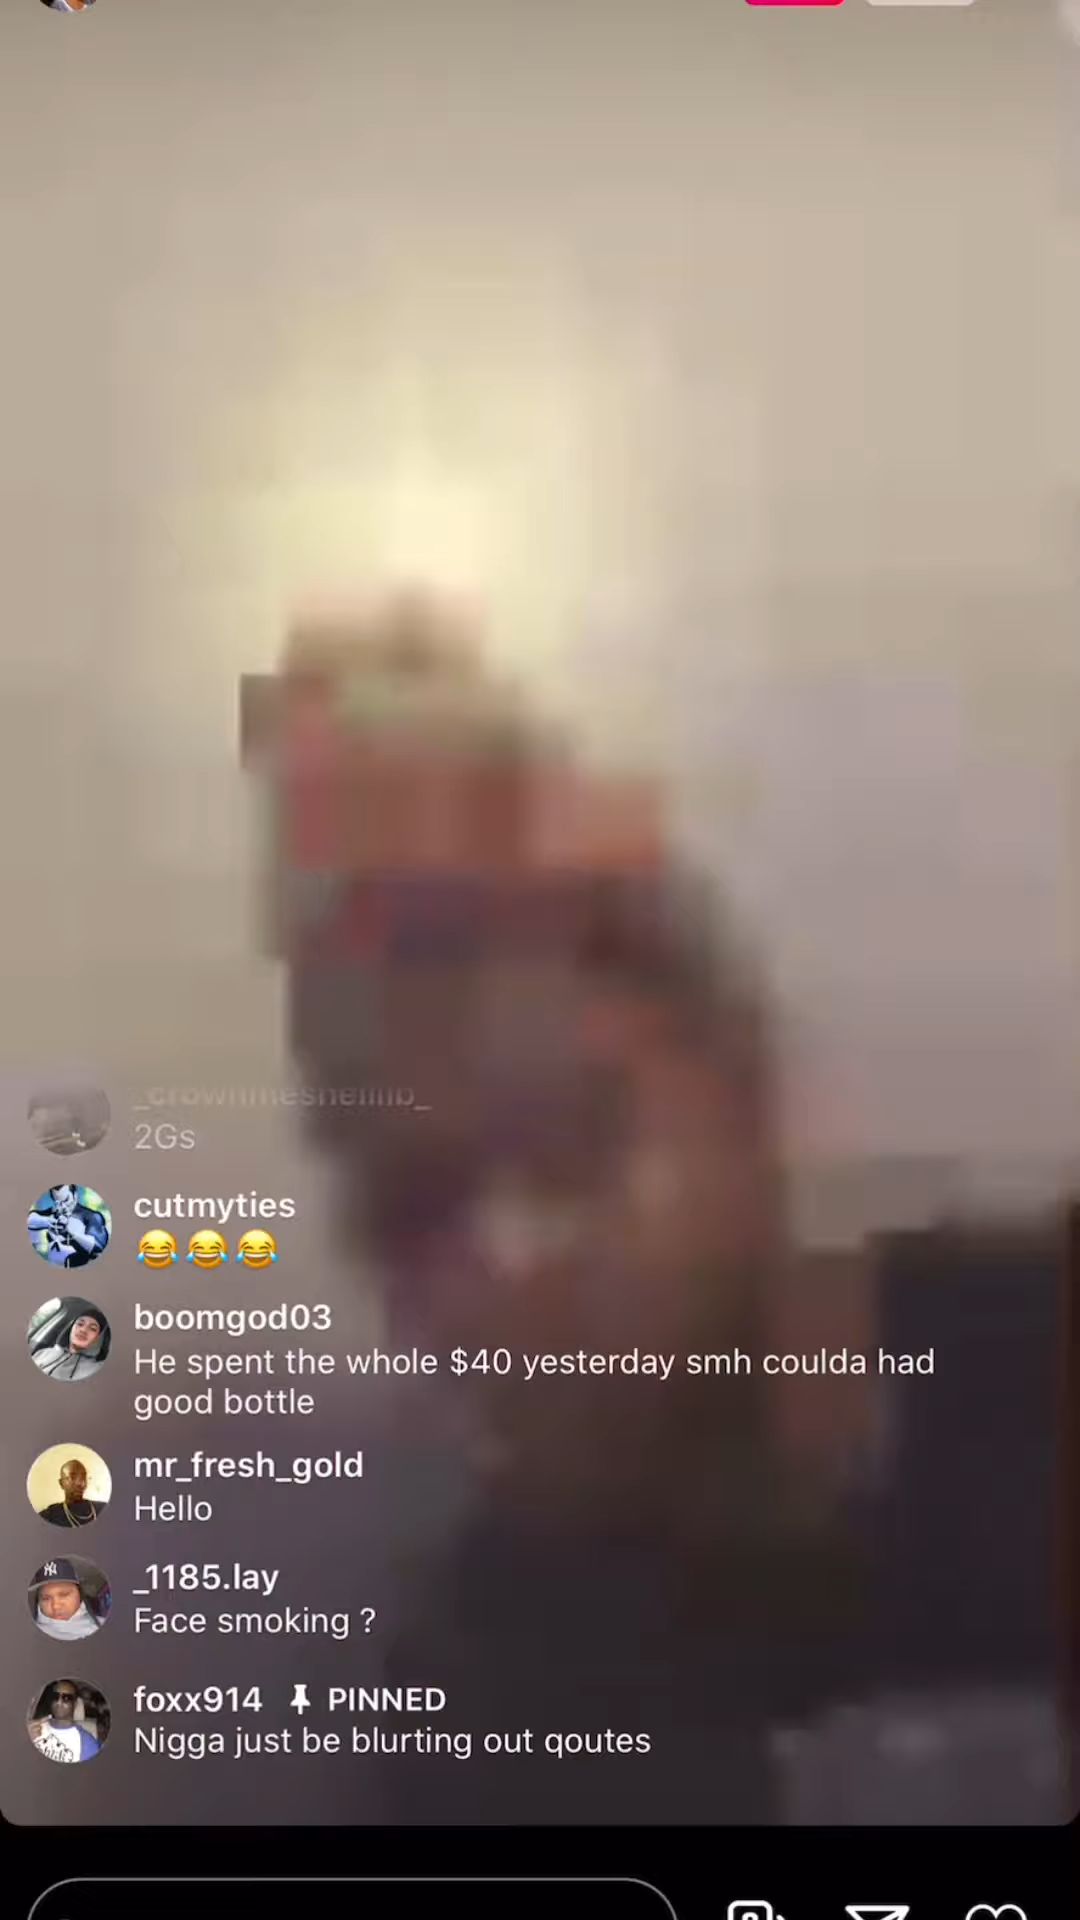 2Gs
cutmyties
😂😂😂
boomgod03
He spent the whole $40 yesterday smh coulda had
good bottle
mr_fresh_gold
Hello
_1185.lay
Face smoking ?
foxx914 PINNED
Nigga just be blurting out qoutes